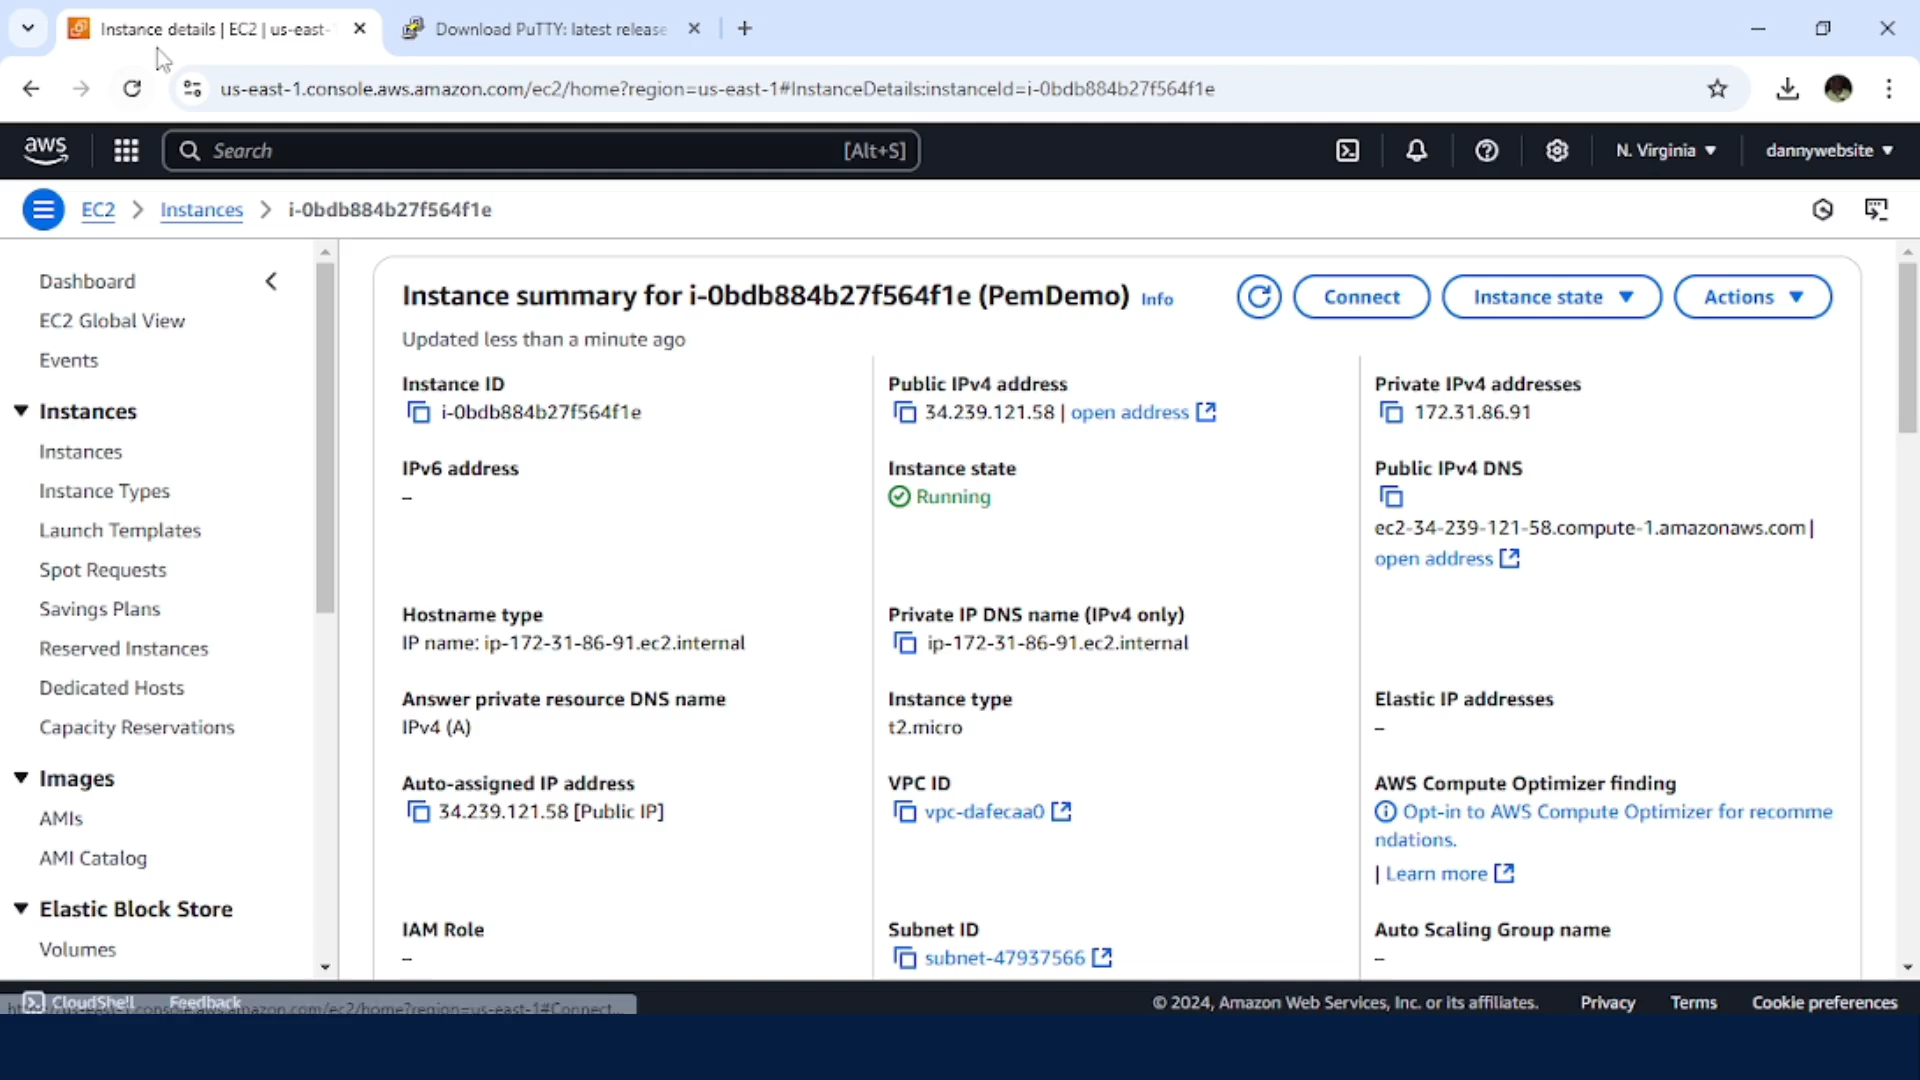 Instance details | EC2 | us-east-
Download PuTTY: latest release
us-east-1.console.aws.amazon.com/ec2/home?region=us-east-1#InstanceDetails:instanceId=i-0bdb884b27f564f1e
aws
Search
[Alt+S]
N. Virginia
dannywebsite
EC2
Instances
i-0bdb884b27f564f1e
Dashboard
EC2 Global View
Events
Instances
Instances
Instance Types
Launch Templates
Spot Requests
Savings Plans
Reserved Instances
Dedicated Hosts
Capacity Reservations
Images
AMIs
AMI Catalog
Elastic Block Store
Volumes
Instance summary for i-0bdb884b27f564f1e (PemDemo) Info
Connect
Instance state
Actions
Updated less than a minute ago
Instance ID
i-0bdb884b27f564f1e
Public IPv4 address
34.239.121.58 | open address
Private IPv4 addresses
172.31.86.91
IPv6 address
–
Instance state
Running
Public IPv4 DNS
ec2-34-239-121-58.compute-1.amazonaws.com |
open address
Hostname type
IP name: ip-172-31-86-91.ec2.internal
Private IP DNS name (IPv4 only)
ip-172-31-86-91.ec2.internal
Answer private resource DNS name
IPv4 (A)
Instance type
t2.micro
Elastic IP addresses
–
Auto-assigned IP address
34.239.121.58 [Public IP]
VPC ID
vpc-dafecaa0
AWS Compute Optimizer finding
Opt-in to AWS Compute Optimizer for recomme
ndations.
| Learn more
IAM Role
–
Subnet ID
subnet-47937566
Auto Scaling Group name
–
CloudShell
Feedback
© 2024, Amazon Web Services, Inc. or its affiliates.
Privacy
Terms
Cookie preferences